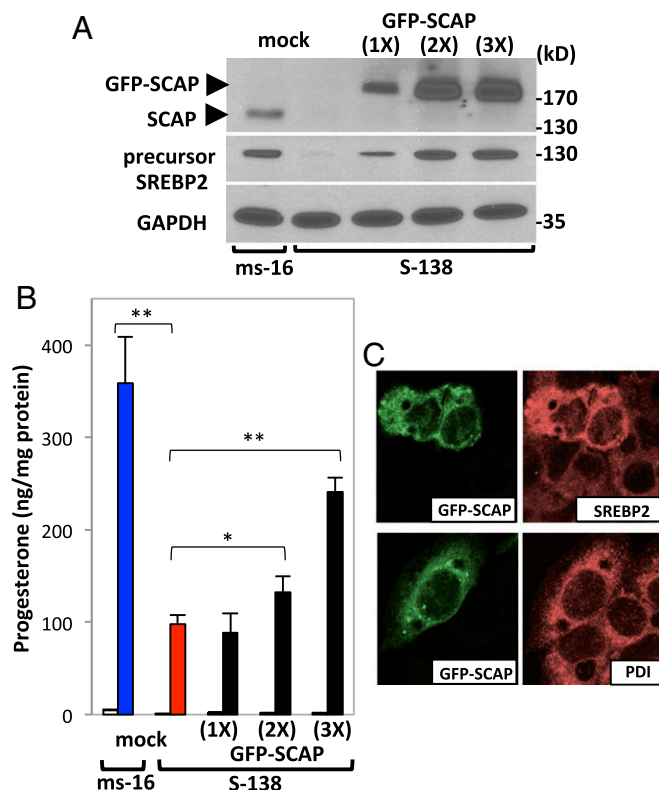 A
mock
GFP-SCAP
(1X) (2X) (3X)
(kD)
GFP-SCAP
SCAP
-170
-130
precursor
SREBP2
-130
GAPDH
-35
ms-16
S-138
B
Progesterone (ng/mg protein)
400
300
200
100
0
**
**
*
mock
(1X) (2X) (3X)
GFP-SCAP
ms-16
S-138
C
GFP-SCAP
SREBP2
GFP-SCAP
PDI